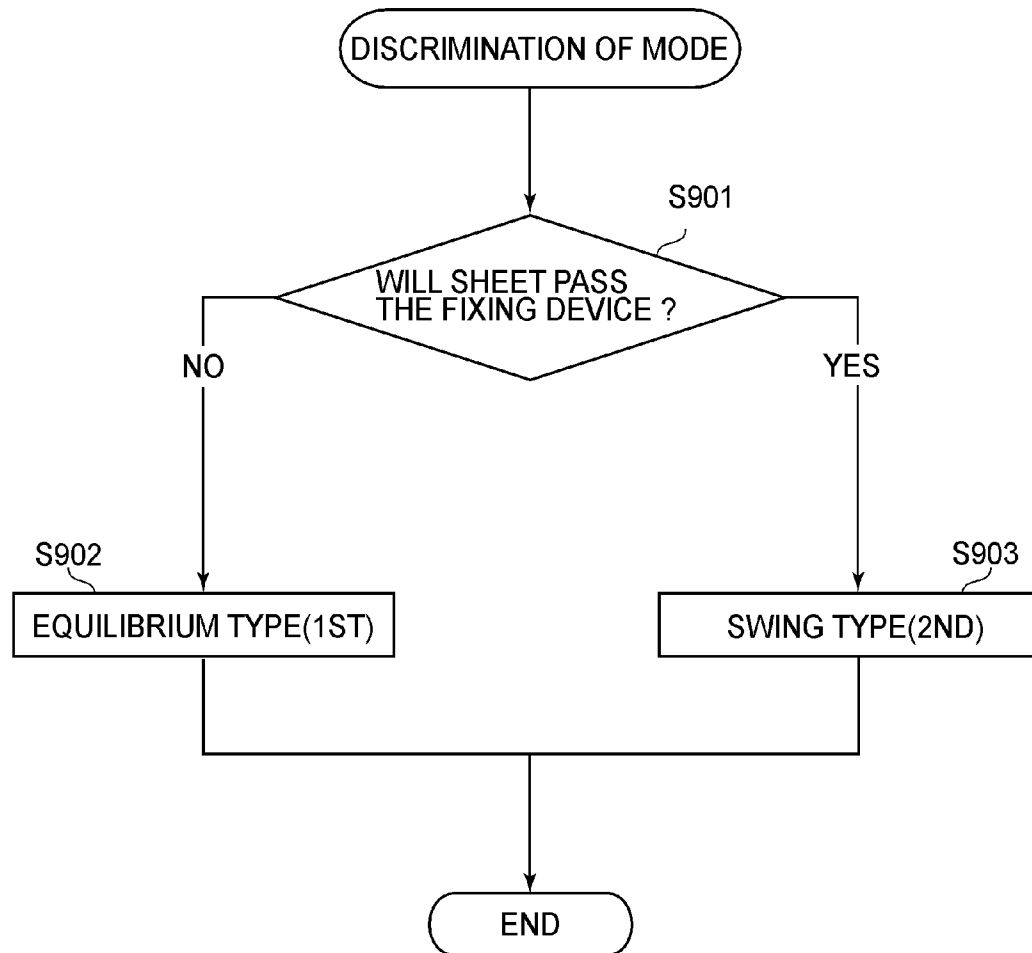 DISCRIMINATION OF MODE
S901
WILL SHEET PASS
THE FIXING DEVICE ?
NO
YES
S902
S903
EQUILIBRIUM TYPE(1ST)
SWING TYPE(2ND)
END